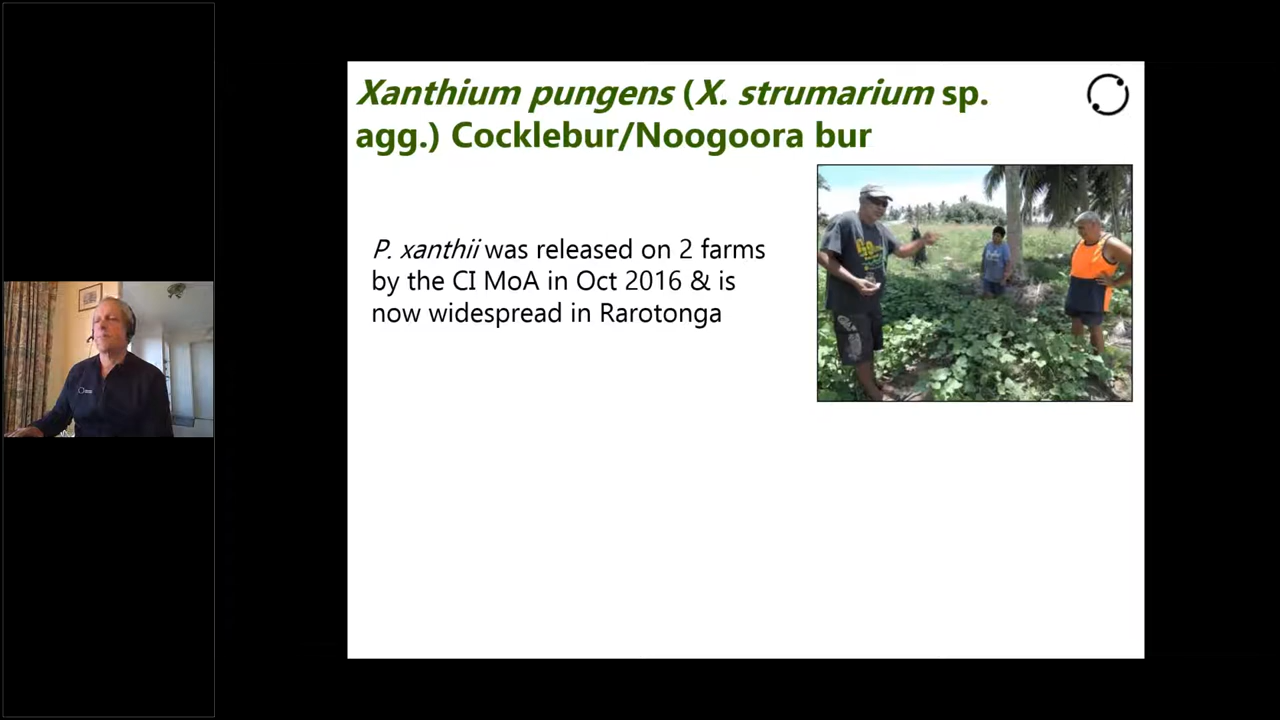 Xanthium pungens (X. strumarium sp.
agg.) Cocklebur/Noogoora bur
P. xanthii was released on 2 farms
by the CI MoA in Oct 2016 & is
now widespread in Rarotonga